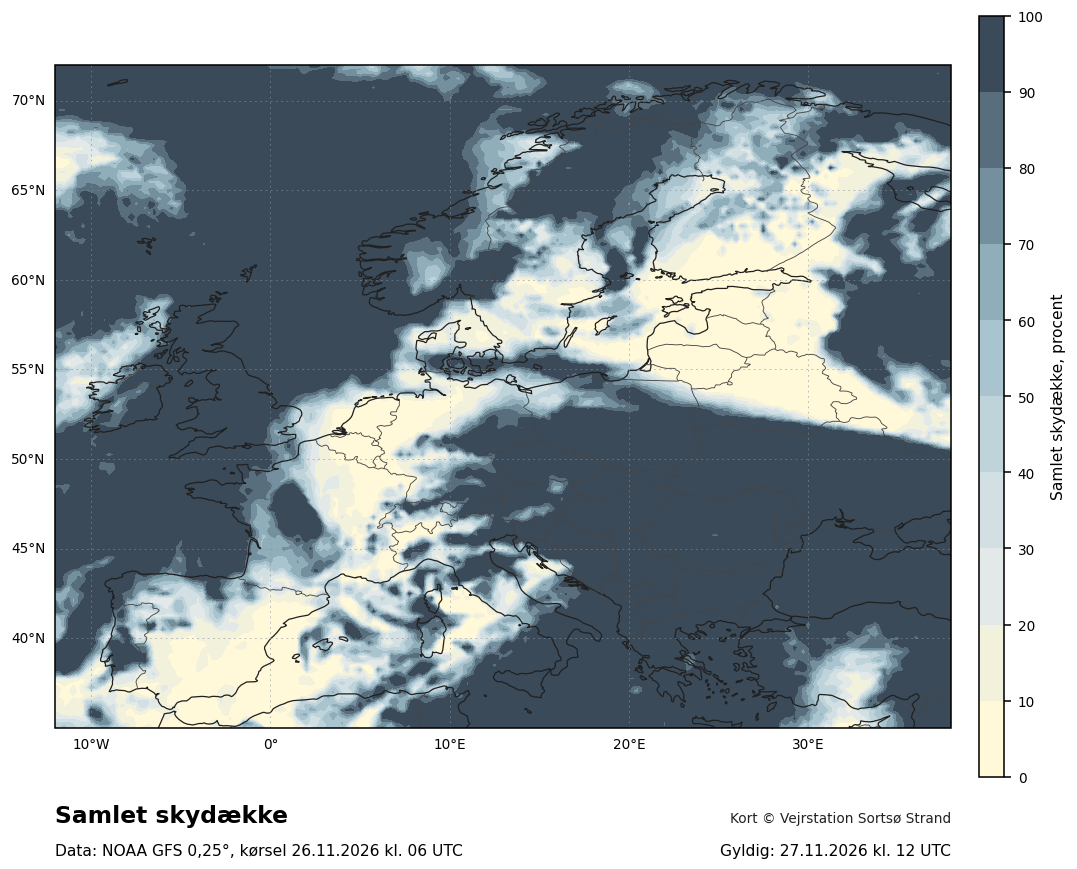 70°N
65°N
60°N
55°N
50°N
45°N
40°N
10°W
0°
10°E
20°E
30°E
100
90
80
70
60
50
40
30
20
10
0
Samlet skydække, procent
Samlet skydække
Kort © Vejrstation Sortsø Strand
Data: NOAA GFS 0,25°, kørsel 26.11.2026 kl. 06 UTC
Gyldig: 27.11.2026 kl. 12 UTC